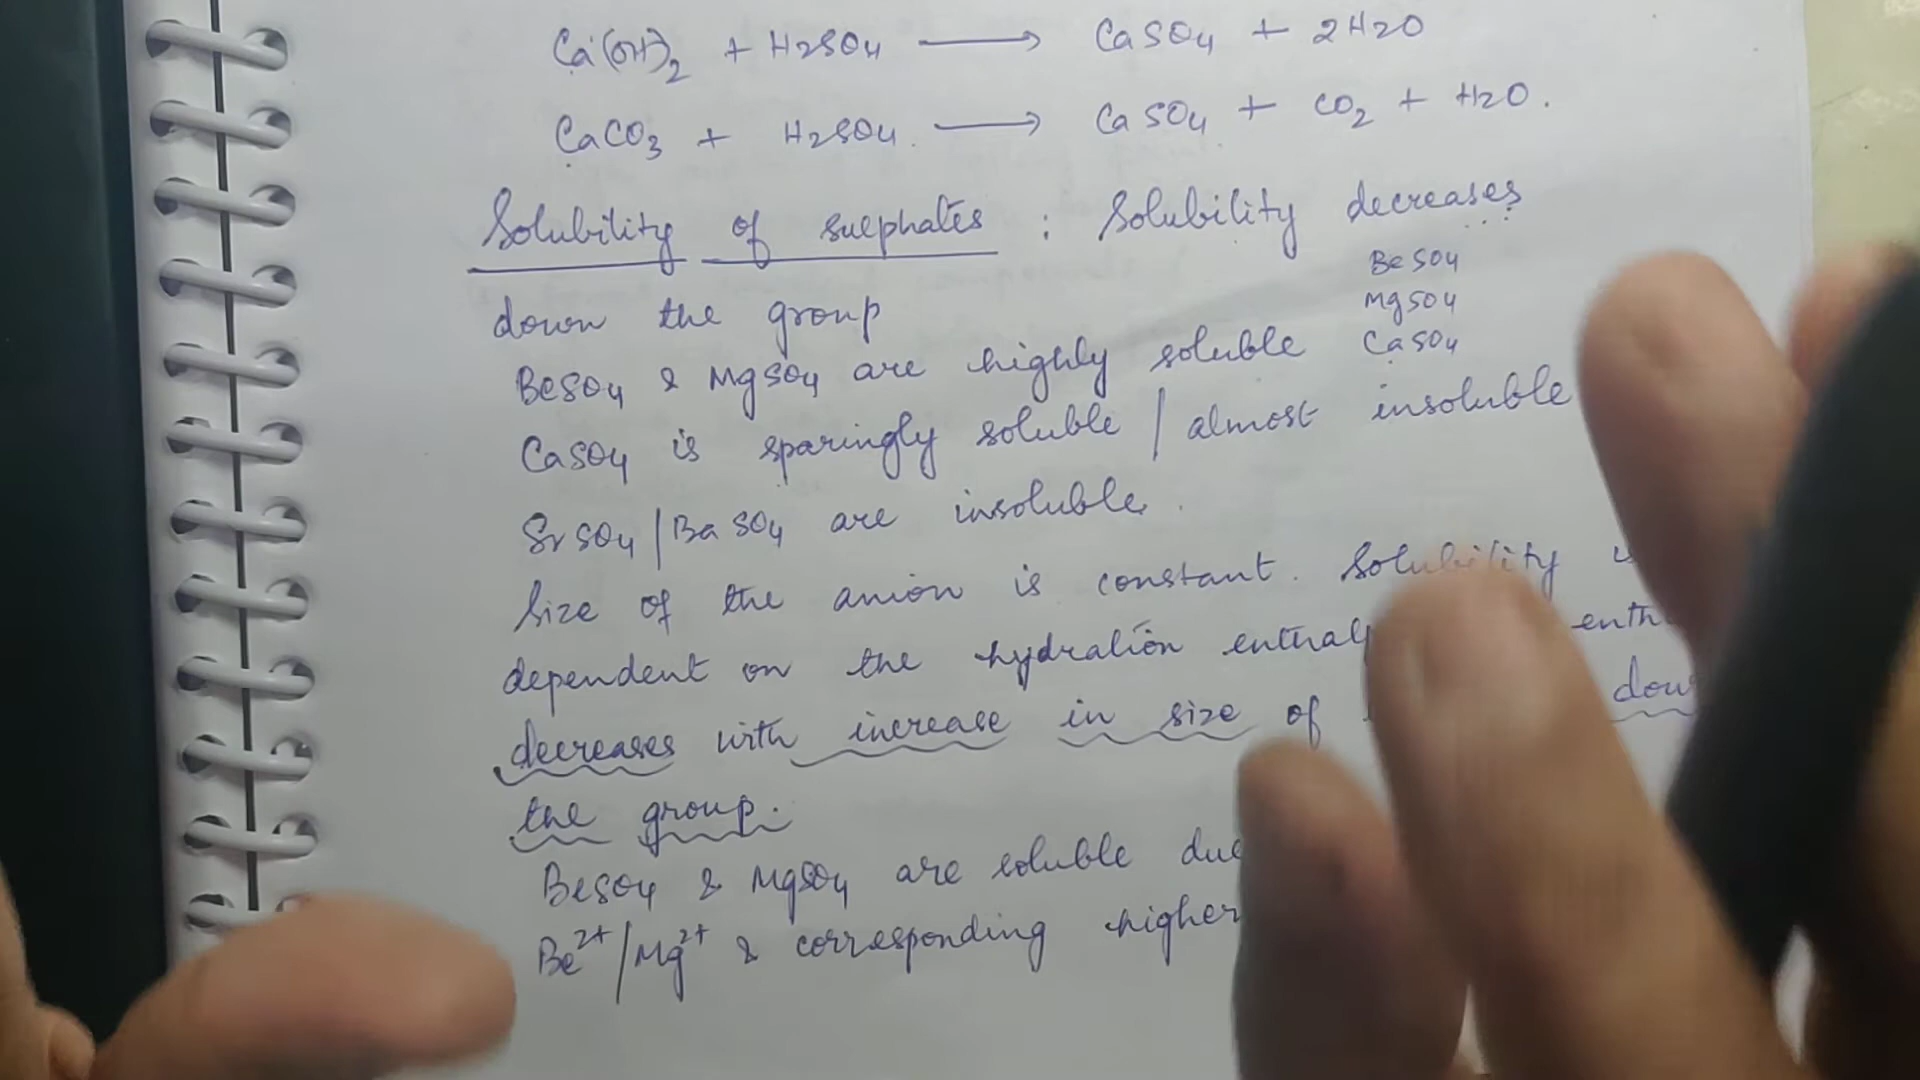 Ca(OH)2 + H2SO4 → CaSO4 + 2H2O
CaCO3 + H2SO4. → CaSO4 + CO2 + H2O.
Solubility of sulphates : Solubility decreases
down the group
BeSO4
MgSO4
CaSO4
BeSO4 & MgSO4 are highly soluble
CaSO4 is sparingly soluble / almost insoluble
SrSO4 / BaSO4 are insoluble.
Size of the anion is constant. Solubility
dependent on the hydration
decreases with increase in size of
the group.
BeSO4 & MgSO4 are soluble
Be2+/Mg2+ & corresponding higher